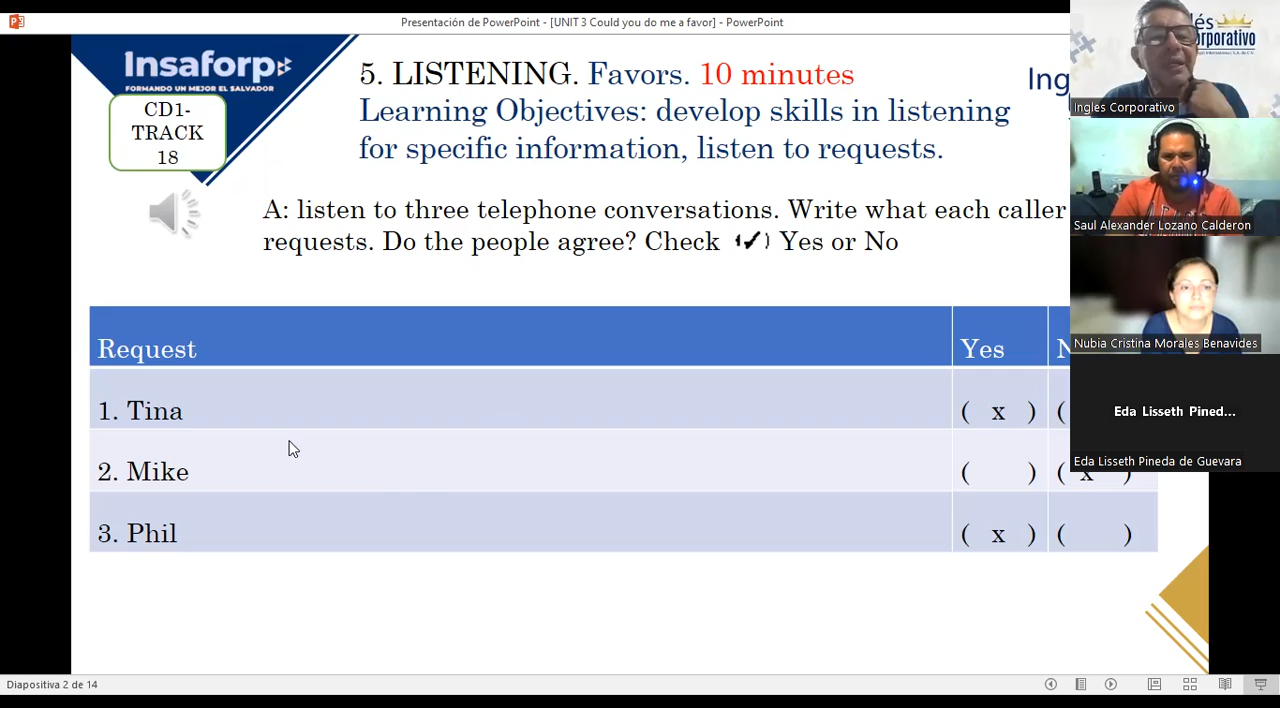 Presentación de PowerPoint - [UNIT 3 Could you do me a favor] - PowerPoint
Insaforp
FORMANDO UN MEJOR EL SALVADOR
CD1-
TRACK
18
5. LISTENING. Favors. 10 minutes
Learning Objectives: develop skills in listening
for specific information, listen to requests.
A: listen to three telephone conversations. Write what each caller
requests. Do the people agree? Check (✓) Yes or No
Request Yes
1. Tina ( x ) (
2. Mike ( ) ( x )
3. Phil ( x ) ( )
Ingles Corporativo
Saul Alexander Lozano Calderon
Nubia Cristina Morales Benavides
Eda Lisseth Pined...
Eda Lisseth Pineda de Guevara
Diapositiva 2 de 14